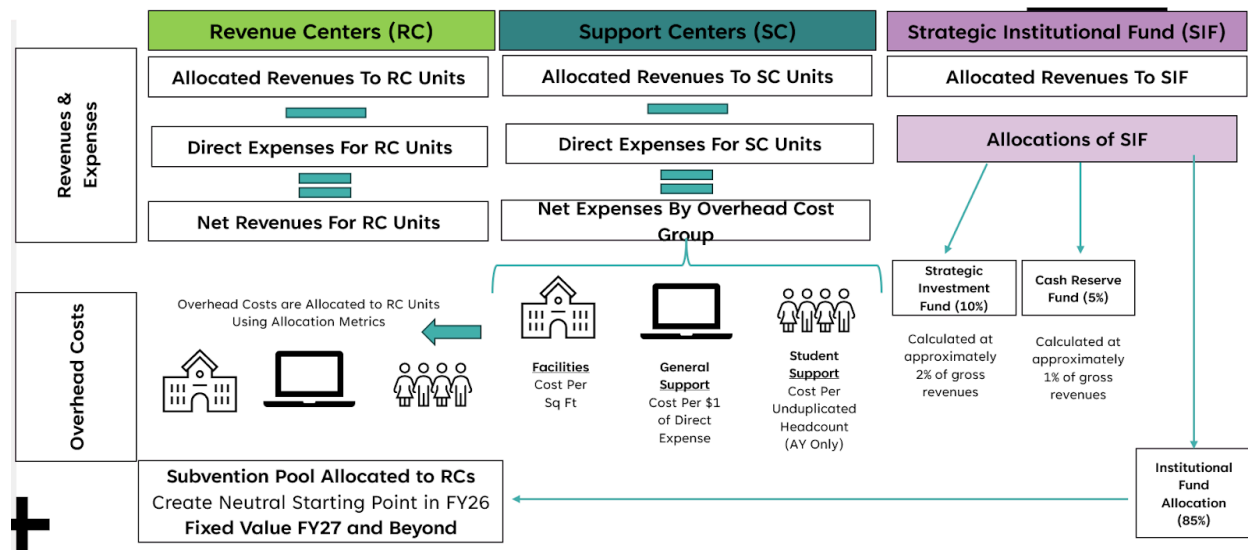 Revenue Centers (RC)
Support Centers (SC)
Strategic Institutional Fund (SIF)
Revenues &
Expenses
Allocated Revenues To RC Units
Direct Expenses For RC Units
Net Revenues For RC Units
Allocated Revenues To SC Units
Direct Expenses For SC Units
Net Expenses By Overhead Cost
Group
Allocated Revenues To SIF
Allocations of SIF
Overhead Costs
Overhead Costs are Allocated to RC Units
Using Allocation Metrics
Facilities
Cost Per
Sq Ft
General
Support
Cost Per $1
of Direct
Expense
Student
Support
Cost Per
Unduplicated
Headcount
(AY Only)
Strategic
Investment
Fund (10%)
Calculated at
approximately
2% of gross
revenues
Cash Reserve
Fund (5%)
Calculated at
approximately
1% of gross
revenues
Institutional
Fund
Allocation
(85%)
Subvention Pool Allocated to RCs
Create Neutral Starting Point in FY26
Fixed Value FY27 and Beyond